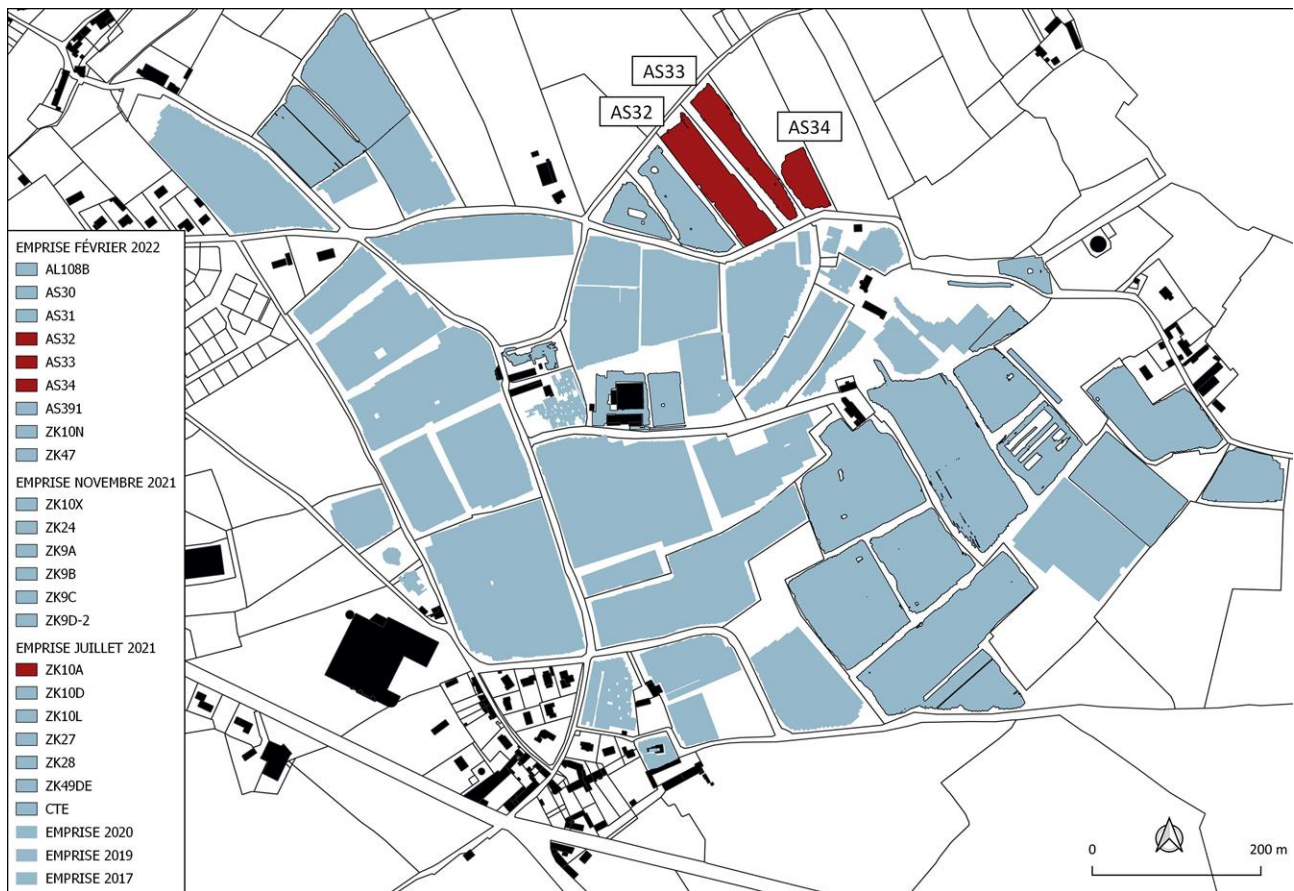 AS33
AS32
AS34
EMPRISE FÉVRIER 2022
AL108B
AS30
AS31
AS32
AS33
AS34
AS391
ZK10N
ZK47
EMPRISE NOVEMBRE 2021
ZK10X
ZK24
ZK9A
ZK9B
ZK9C
ZK9D-2
EMPRISE JUILLET 2021
ZK10A
ZK10D
ZK10L
ZK27
ZK28
ZK49DE
CTE
EMPRISE 2020
EMPRISE 2019
EMPRISE 2017
0 200 m